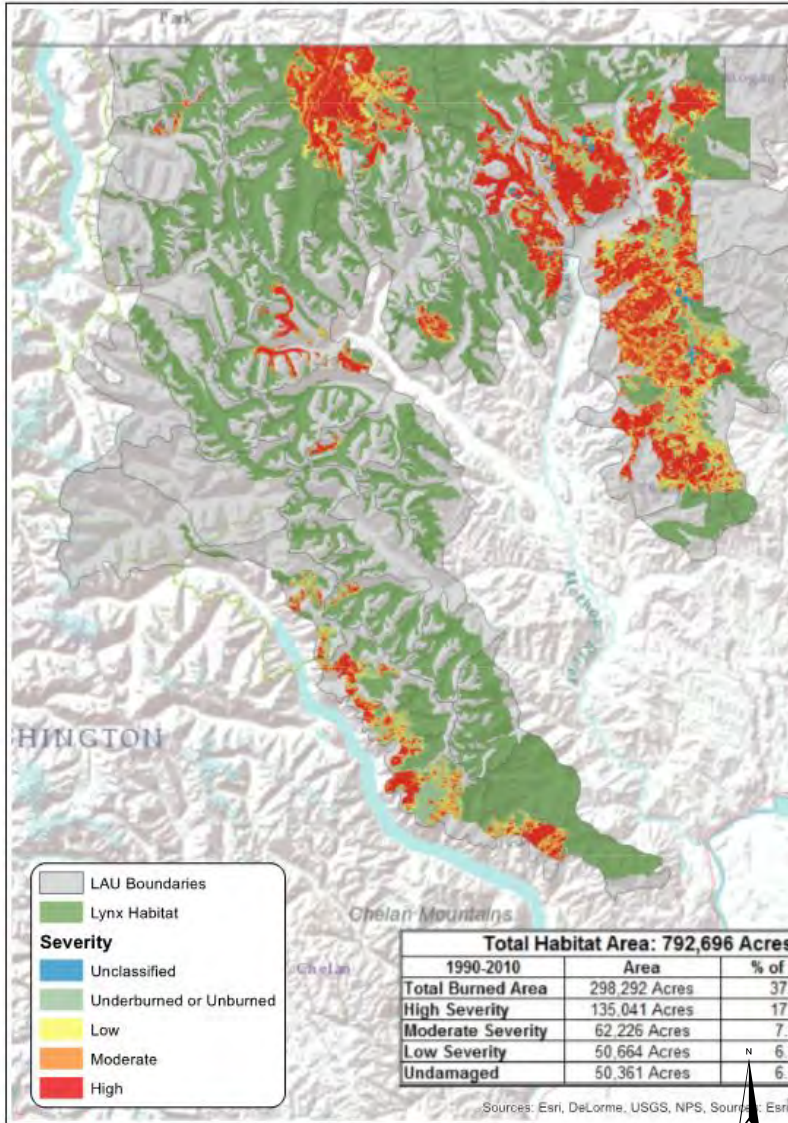 Park
HINGTON
Chelan Mountains
Chelan
LAU Boundaries
Lynx Habitat
Severity
Unclassified
Underburned or Unburned
Low
Moderate
High
Total Habitat Area: 792,696 Acres
1990-2010 Area % of
Total Burned Area 298,292 Acres 37
High Severity 135,041 Acres 17
Moderate Severity 62,226 Acres 7.
Low Severity 50,664 Acres 6.
Undamaged 50,361 Acres 6.
N
Sources: Esri, DeLorme, USGS, NPS, Sources: Esri